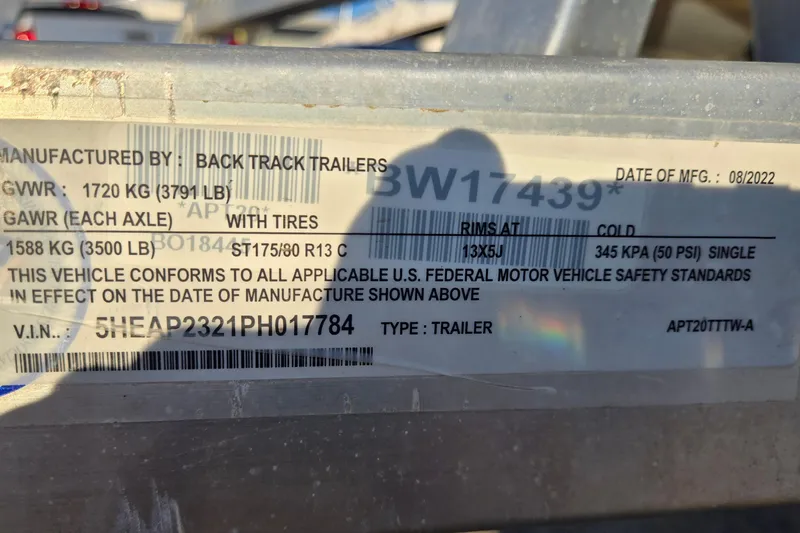 MANUFACTURED BY : BACK TRACK TRAILERS
DATE OF MFG. : 08/2022
BW17439*
GVWR : 1720 KG (3791 LB)
*APT20*
GAWR (EACH AXLE) WITH TIRES RIMS AT COLD
BO18445
1588 KG (3500 LB) ST175/80 R13 C 13X5J 345 KPA (50 PSI) SINGLE
THIS VEHICLE CONFORMS TO ALL APPLICABLE U.S. FEDERAL MOTOR VEHICLE SAFETY STANDARDS
IN EFFECT ON THE DATE OF MANUFACTURE SHOWN ABOVE
V.I.N.. : 5HEAP2321PH017784 TYPE : TRAILER APT20TTTW-A